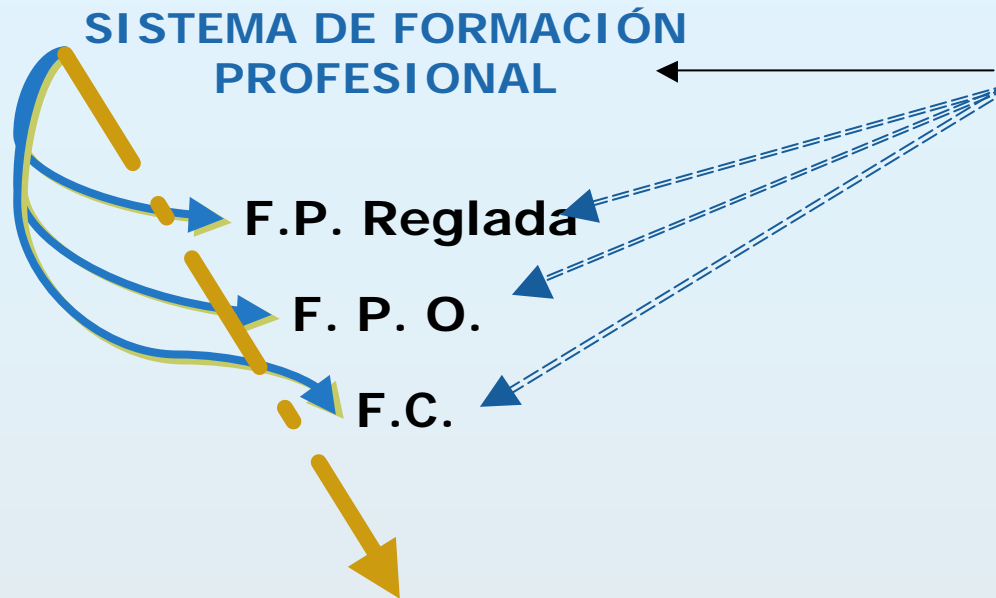 SISTEMA DE FORMACIÓN
PROFESIONAL
F.P. Reglada
F. P. O.
F.C.